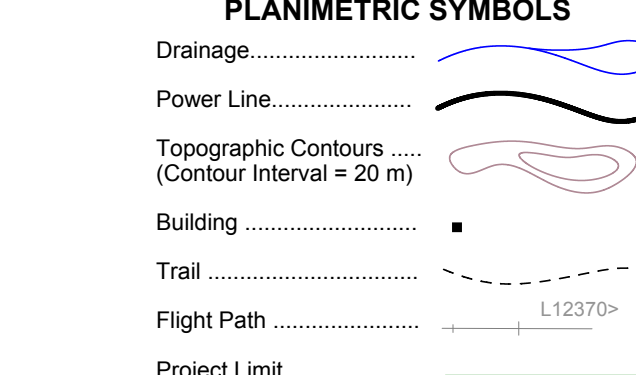 PLANIMETRIC SYMBOLS
Drainage...........................
Power Line.......................
Topographic Contours .....
(Contour Interval = 20 m)
Building ............................
Trail ..................................
L12370>
Flight Path ........................
Project Limit